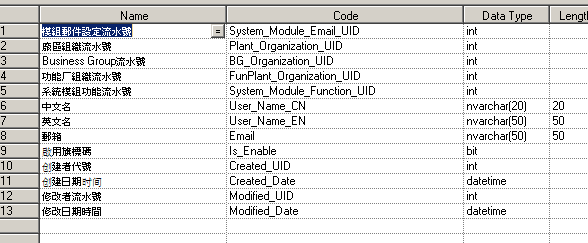 Name Code Data Type Length
1 模組郵件設定流水號 = System_Module_Email_UID int
2 廠區組織流水號 Plant_Organization_UID int
3 Business Group流水號 BG_Organization_UID int
4 功能厂組織流水號 FunPlant_Organization_UID int
5 系統模組功能流水號 System_Module_Function_UID int
6 中文名 User_Name_CN nvarchar(20) 20
7 英文名 User_Name_EN nvarchar(50) 50
8 郵箱 Email nvarchar(50) 50
9 啟用旗標碼 Is_Enable bit
10 创建者代號 Created_UID int
11 创建日期时间 Created_Date datetime
12 修改者流水號 Modified_UID int
13 修改日期時間 Modified_Date datetime